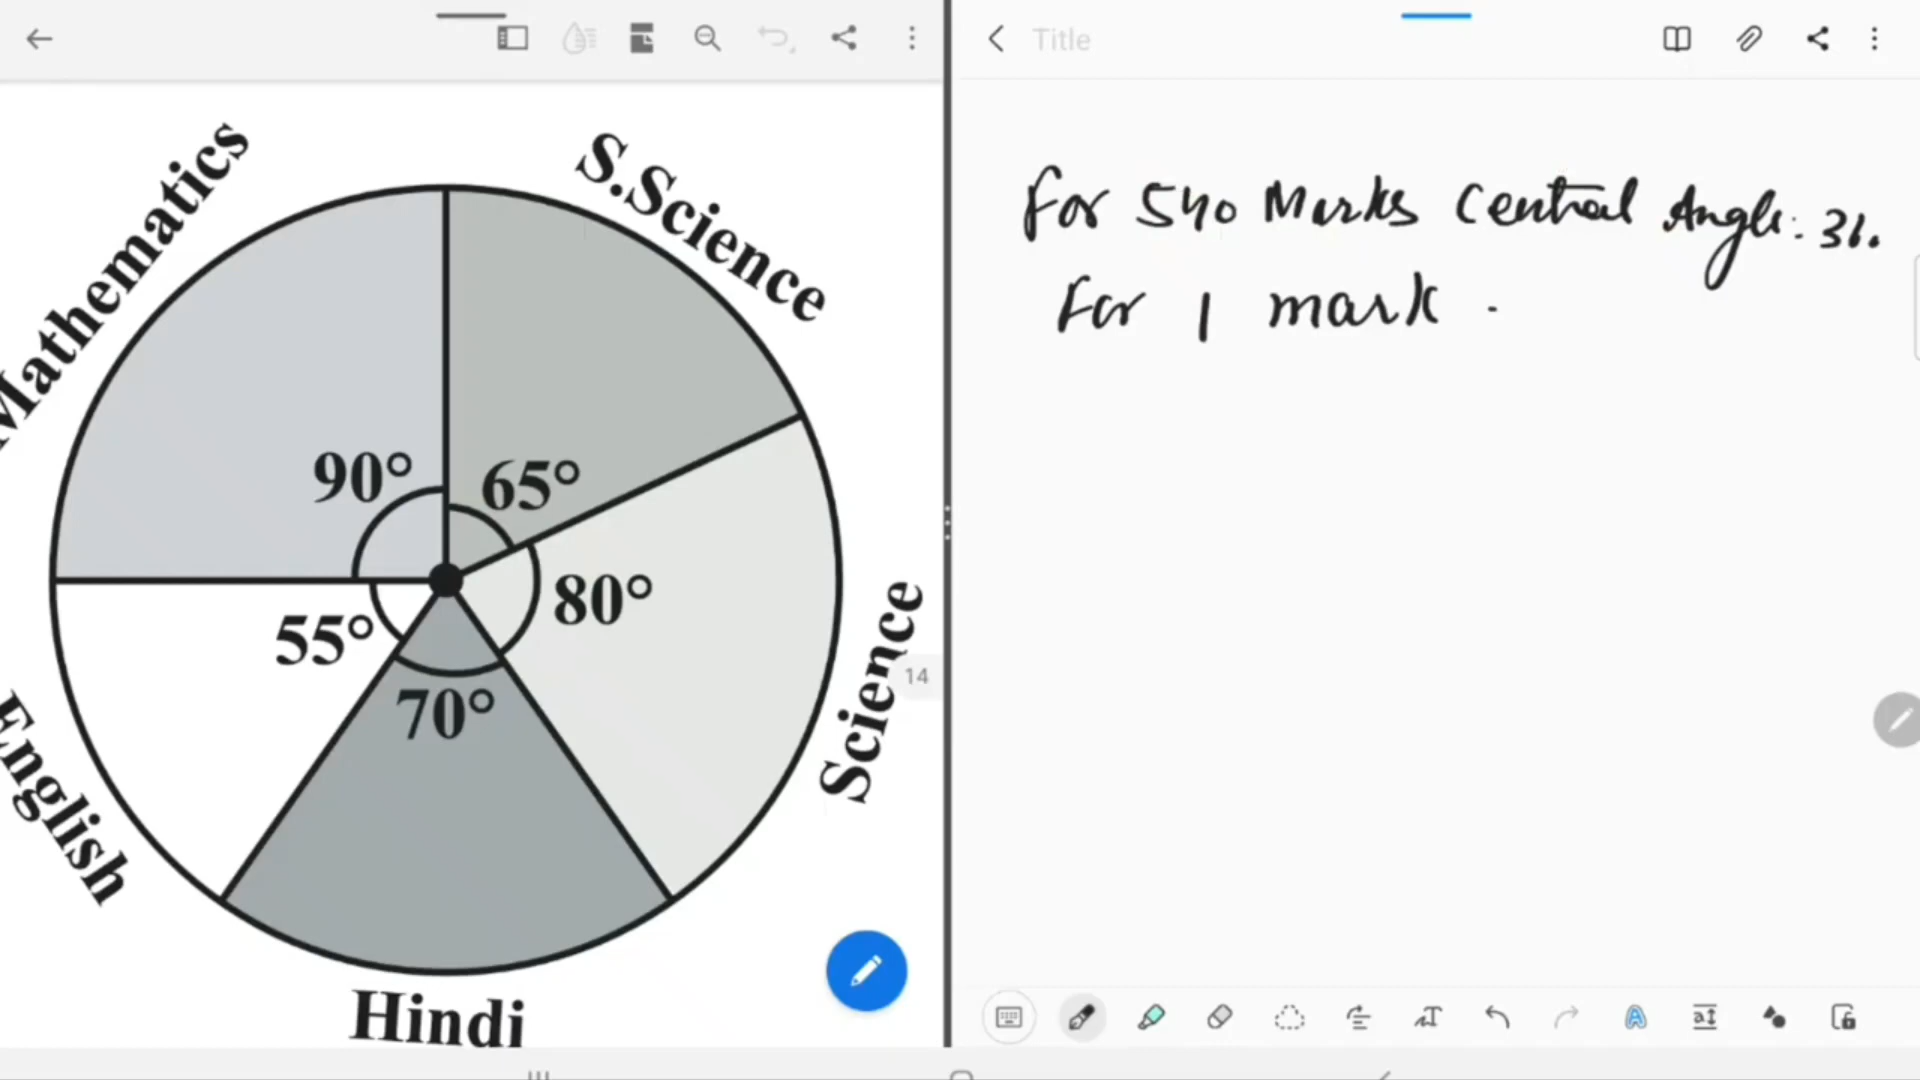 Title
Mathematics
S.Science
90°
65°
80°
55°
70°
Science
English
Hindi
14
For 540 Marks Central Angle: 36.
For 1 mark -